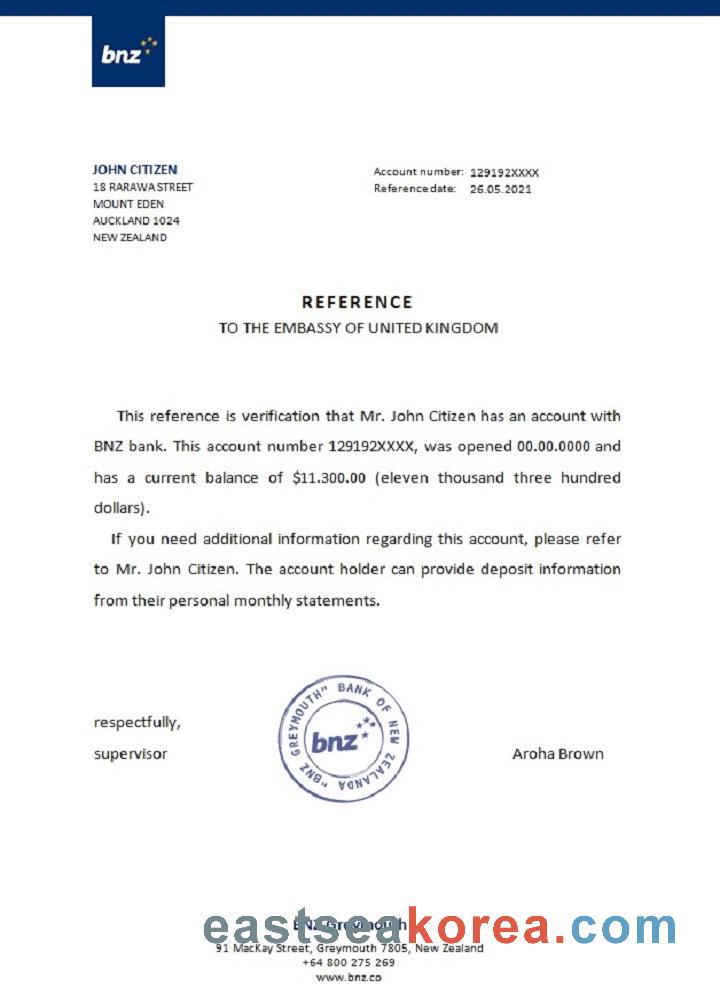 bnz
JOHN CITIZEN
18 RARAWA STREET
MOUNT EDEN
AUCKLAND 1024
NEW ZEALAND
Account number: 129192XXXX
Reference date: 26.05.2021
REFERENCE
TO THE EMBASSY OF UNITED KINGDOM
This reference is verification that Mr. John Citizen has an account with
BNZ bank. This account number 129192XXXX, was opened 00.00.0000 and
has a current balance of $11.300.00 (eleven thousand three hundred
dollars).
If you need additional information regarding this account, please refer
to Mr. John Citizen. The account holder can provide deposit information
from their personal monthly statements.
respectfully,
supervisor
"BNZ GREYMOUTH" BANK OF NEW ZEALANDA
bnz
Aroha Brown
BNZ Greymouth
eastseakorea.com
91 MacKay Street, Greymouth 7805, New Zealand
+64 800 275 269
www.bnz.co